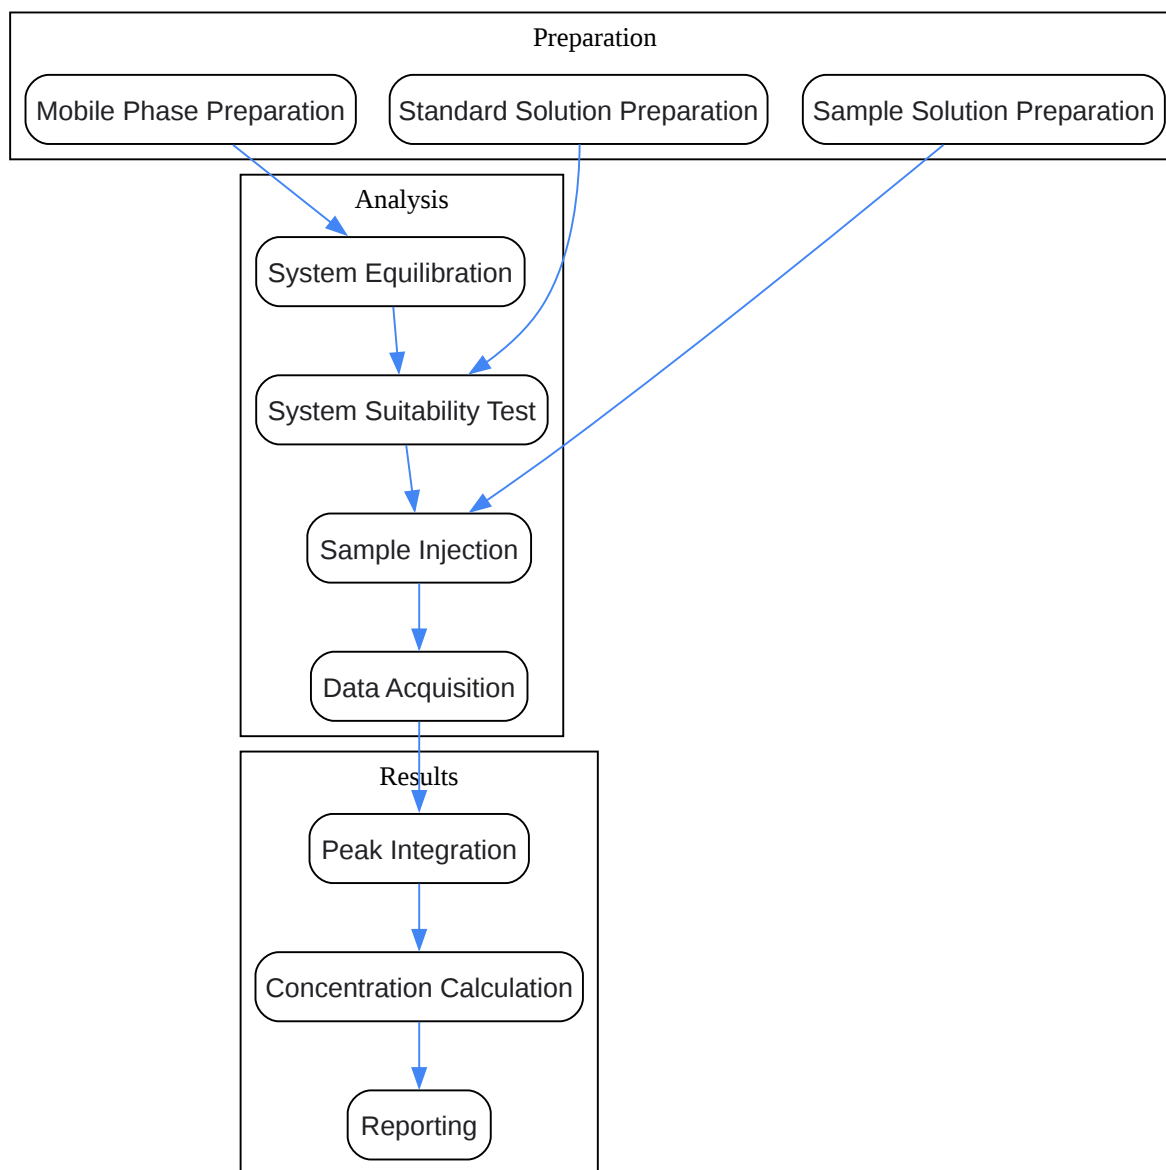 Preparation
Mobile Phase Preparation
Standard Solution Preparation
Sample Solution Preparation
Analysis
System Equilibration
System Suitability Test
Sample Injection
Data Acquisition
Results
Peak Integration
Concentration Calculation
Reporting